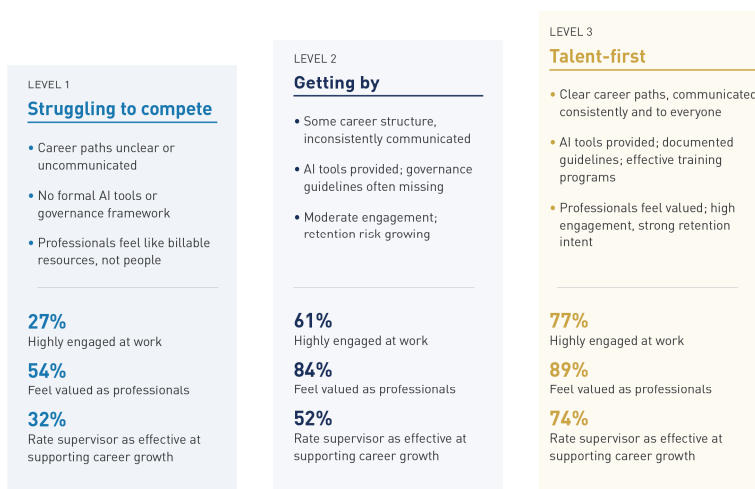 LEVEL 1
Struggling to compete
• Career paths unclear or
uncommunicated
• No formal AI tools or
governance framework
• Professionals feel like billable
resources, not people
27%
Highly engaged at work
54%
Feel valued as professionals
32%
Rate supervisor as effective at
supporting career growth
LEVEL 2
Getting by
• Some career structure,
inconsistently communicated
• AI tools provided; governance
guidelines often missing
• Moderate engagement;
retention risk growing
61%
Highly engaged at work
84%
Feel valued as professionals
52%
Rate supervisor as effective at
supporting career growth
LEVEL 3
Talent-first
• Clear career paths, communicated
consistently and to everyone
• AI tools provided; documented
guidelines; effective training
programs
• Professionals feel valued; high
engagement, strong retention
intent
77%
Highly engaged at work
89%
Feel valued as professionals
74%
Rate supervisor as effective at
supporting career growth